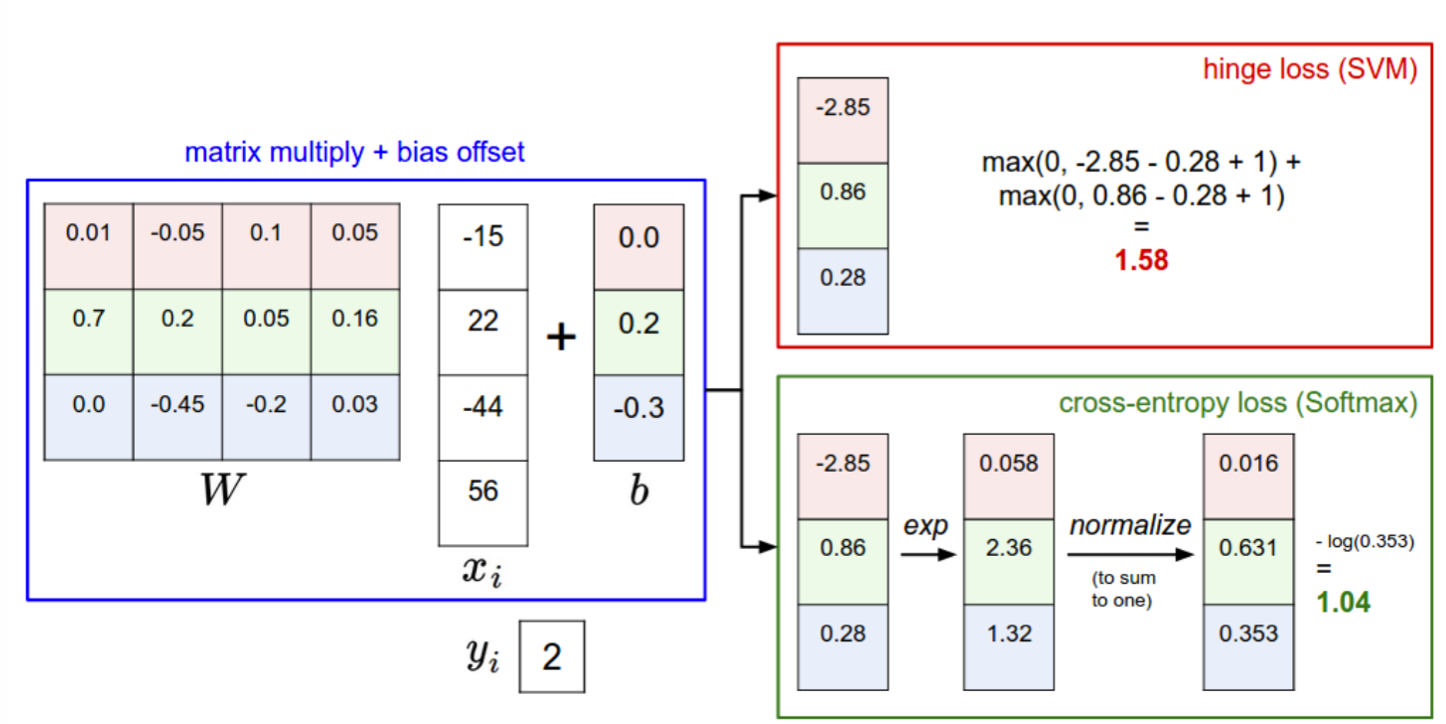 matrix multiply + bias offset
0.01 -0.05 0.1 0.05
0.7 0.2 0.05 0.16
0.0 -0.45 -0.2 0.03
W
-15
22
-44
56
x_i
+
0.0
0.2
-0.3
b
y_i 2
hinge loss (SVM)
-2.85
0.86
0.28
max(0, -2.85 - 0.28 + 1) +
max(0, 0.86 - 0.28 + 1)
=
1.58
cross-entropy loss (Softmax)
-2.85
0.86
0.28
exp
0.058
2.36
1.32
normalize
(to sum
to one)
0.016
0.631
0.353
- log(0.353)
=
1.04